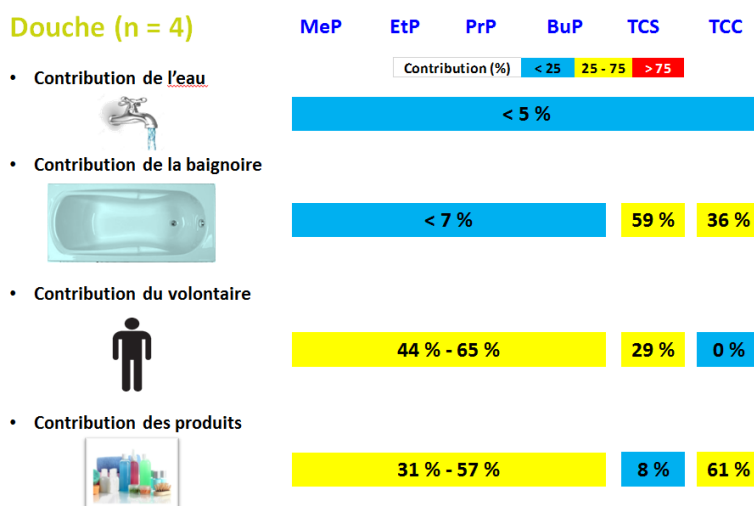 Douche (n = 4)
MeP EtP PrP BuP TCS TCC
Contribution (%) < 25 25 - 75 > 75
• Contribution de l’eau
< 5 %
• Contribution de la baignoire
< 7 % 59 % 36 %
• Contribution du volontaire
44 % - 65 % 29 % 0 %
• Contribution des produits
31 % - 57 % 8 % 61 %